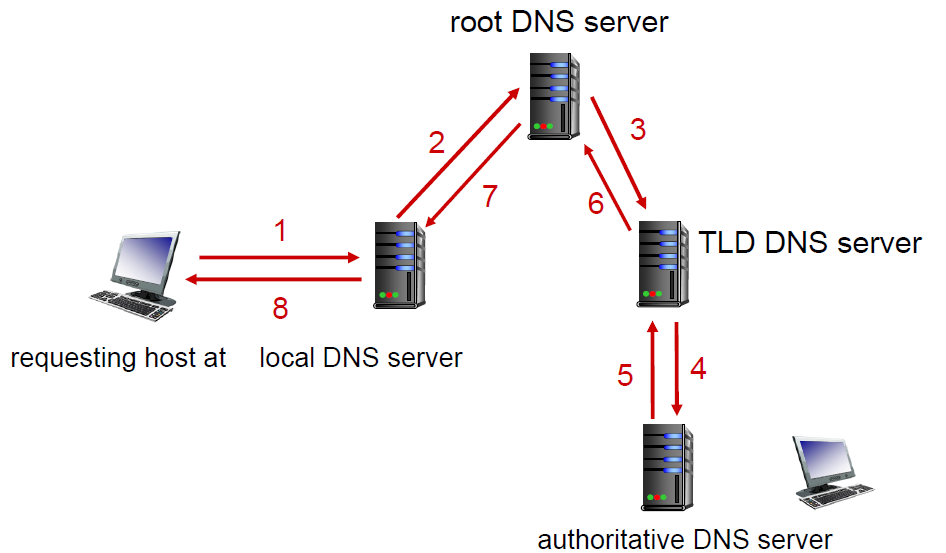 root DNS server
2
3
7
6
1
TLD DNS server
8
requesting host at
local DNS server
5
4
authoritative DNS server